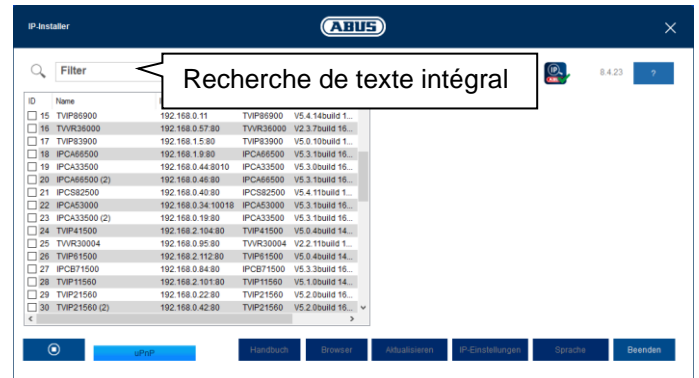 IP-Installer
ABUS
Filter
Recherche de texte intégral
8.4.23 ?
ID Name
15 TVIP86900 192.168.0.11 TVIP86900 V5.4.14build 1...
16 TVVR36000 192.168.0.57:80 TVVR36000 V2.3.7build 16...
17 TVIP83900 192.168.1.5:80 TVIP83900 V5.0.10build 1...
18 IPCA66500 192.168.1.9:80 IPCA66500 V5.3.1build 16...
19 IPCA33500 192.168.0.44:8010 IPCA33500 V5.3.0build 16...
20 IPCA66500 (2) 192.168.0.46:80 IPCA66500 V5.3.1build 16...
21 IPCS82500 192.168.0.40:80 IPCS82500 V5.4.11build 1...
22 IPCA53000 192.168.0.34:10018 IPCA53000 V5.3.1build 16...
23 IPCA33500 (2) 192.168.0.19:80 IPCA33500 V5.3.1build 16...
24 TVIP41500 192.168.2.104:80 TVIP41500 V5.0.4build 14...
25 TVVR30004 192.168.0.95:80 TVVR30004 V2.2.11build 1...
26 TVIP61500 192.168.2.112:80 TVIP61500 V5.0.4build 14...
27 IPCB71500 192.168.0.84:80 IPCB71500 V5.3.3build 16...
28 TVIP11560 192.168.2.101:80 TVIP11560 V5.1.0build 14...
29 TVIP21560 192.168.0.22:80 TVIP21560 V5.2.0build 16...
30 TVIP21560 (2) 192.168.0.42:80 TVIP21560 V5.2.0build 16...
uPnP Handbuch Browser Aktualisieren IP-Einstellungen Sprache Beenden